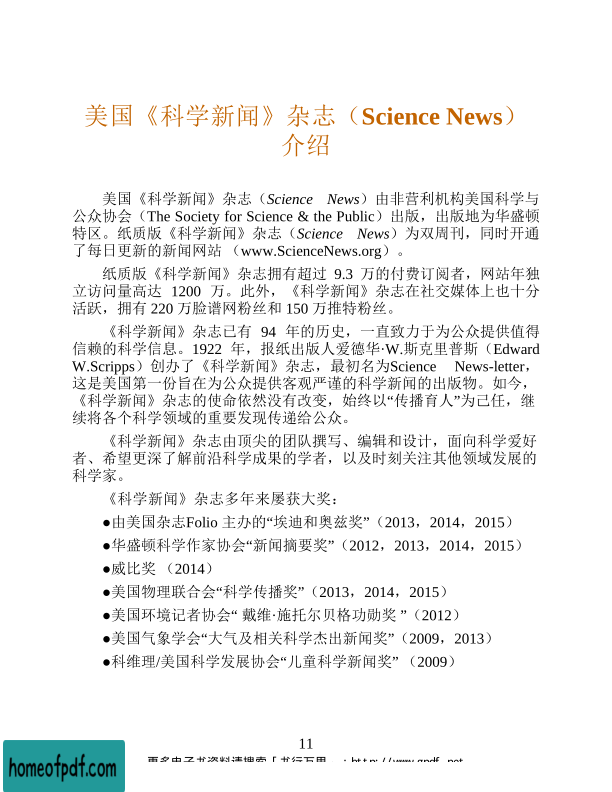 美国《科学新闻》杂志（Science News）
介绍
美国《科学新闻》杂志（Science News）由非营利机构美国科学与
公众协会（The Society for Science & the Public）出版，出版地为华盛顿
特区。纸质版《科学新闻》杂志（Science News）为双周刊，同时开通
了每日更新的新闻网站 （www.ScienceNews.org）。
纸质版《科学新闻》杂志拥有超过 9.3 万的付费订阅者，网站年独
立访问量高达 1200 万。此外，《科学新闻》杂志在社交媒体上也十分
活跃，拥有 220 万脸谱网粉丝和 150 万推特粉丝。
《科学新闻》杂志已有 94 年的历史，一直致力于为公众提供值得
信赖的科学信息。1922 年，报纸出版人爱德华·W.斯克里普斯（Edward
W.Scripps）创办了《科学新闻》杂志，最初名为Science News-letter，
这是美国第一份旨在为公众提供客观严谨的科学新闻的出版物。如今，
《科学新闻》杂志的使命依然没有改变，始终以“传播育人”为己任，继
续将各个科学领域的重要发现传递给公众。
《科学新闻》杂志由顶尖的团队撰写、编辑和设计，面向科学爱好
者、希望更深了解前沿科学成果的学者，以及时刻关注其他领域发展的
科学家。
《科学新闻》杂志多年来屡获大奖：
●由美国杂志Folio 主办的“埃迪和奥兹奖”（2013，2014，2015）
●华盛顿科学作家协会“新闻摘要奖”（2012，2013，2014，2015）
●威比奖 （2014）
●美国物理联合会“科学传播奖”（2013，2014，2015）
●美国环境记者协会“ 戴维·施托尔贝格功勋奖 ”（2012）
●美国气象学会“大气及相关科学杰出新闻奖”（2009，2013）
●科维理/美国科学发展协会“儿童科学新闻奖” （2009）
11
homeofpdf.com